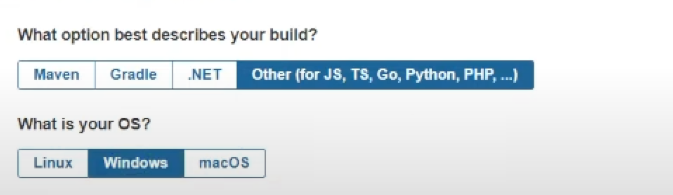 What option best describes your build?
Maven Gradle .NET Other (for JS, TS, Go, Python, PHP, ...)
What is your OS?
Linux Windows macOS